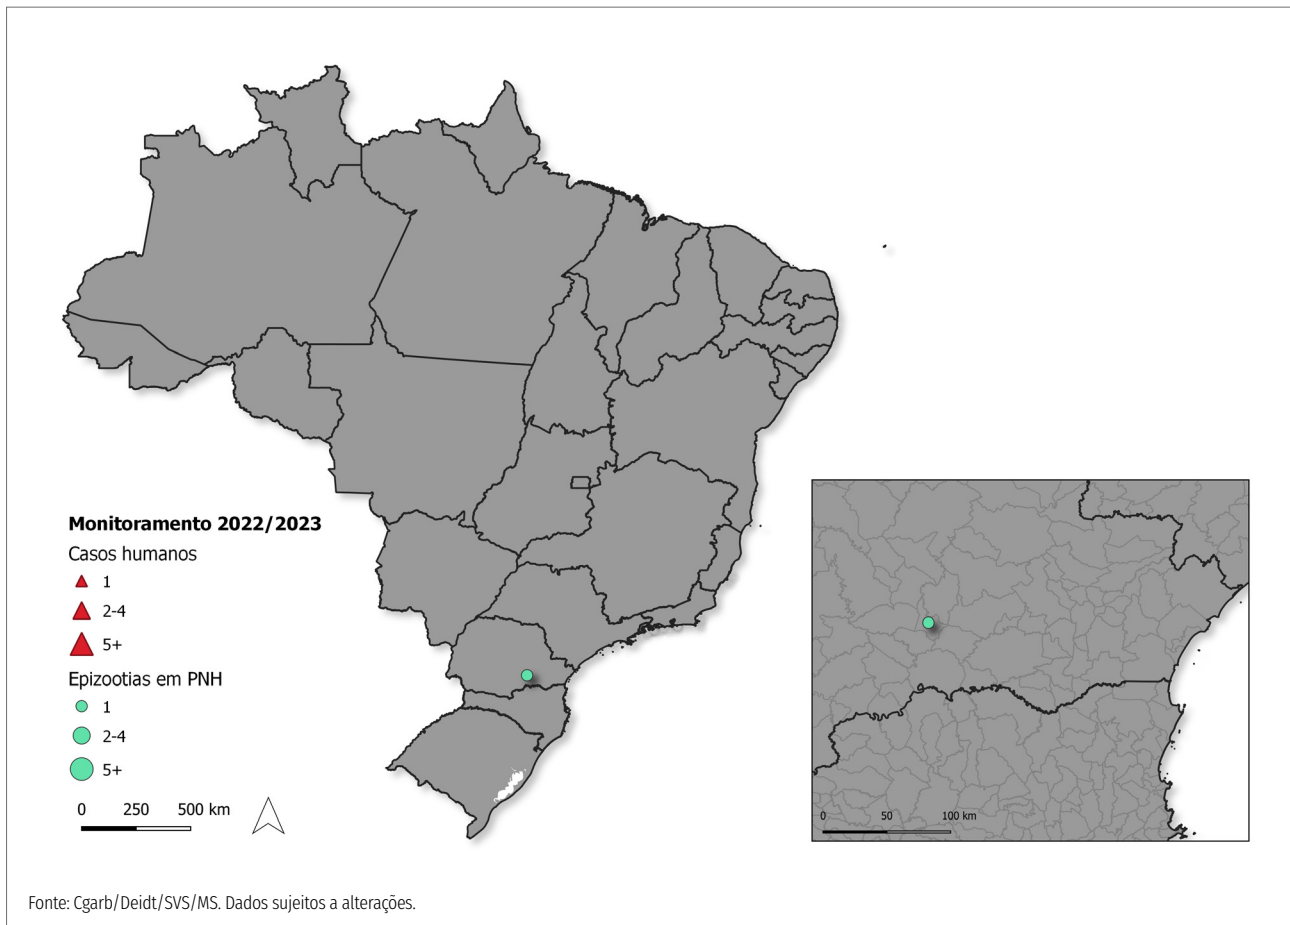 Monitoramento 2022/2023
Casos humanos
1
2-4
5+
Epizootias em PNH
1
2-4
5+
0 250 500 km
0 50 100 km
Fonte: Cgarb/Deidt/SVS/MS. Dados sujeitos a alterações.